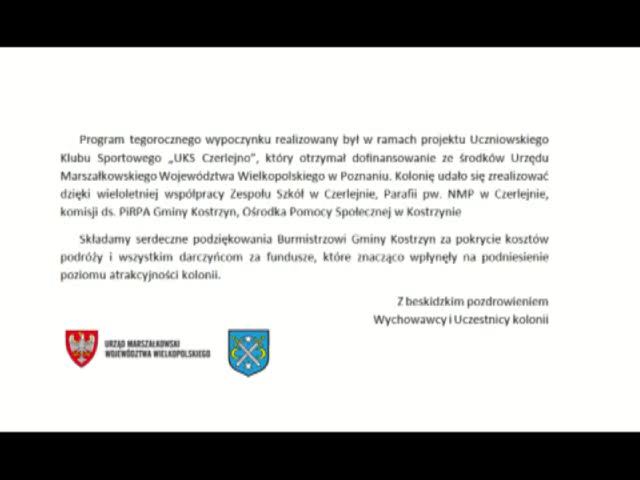 Program tegorocznego wypoczynku realizowany był w ramach projektu Uczniowskiego
Klubu Sportowego „UKS Czerlejno”, który otrzymał dofinansowanie ze środków Urzędu
Marszałkowskiego Województwa Wielkopolskiego w Poznaniu. Kolonię udało się zrealizować
dzięki wieloletniej współpracy Zespołu Szkół w Czerlejnie, Parafii pw. NMP w Czerlejnie,
komisji ds. PiRPA Gminy Kostrzyn, Ośrodka Pomocy Społecznej w Kostrzynie
Składamy serdeczne podziękowania Burmistrzowi Gminy Kostrzyn za pokrycie kosztów
podróży i wszystkim darczyńcom za fundusze, które znacząco wpłynęły na podniesienie
poziomu atrakcyjności kolonii.
Z beskidzkim pozdrowieniem
Wychowawcy i Uczestnicy kolonii
URZĄD MARSZAŁKOWSKI
WOJEWÓDZTWA WIELKOPOLSKIEGO